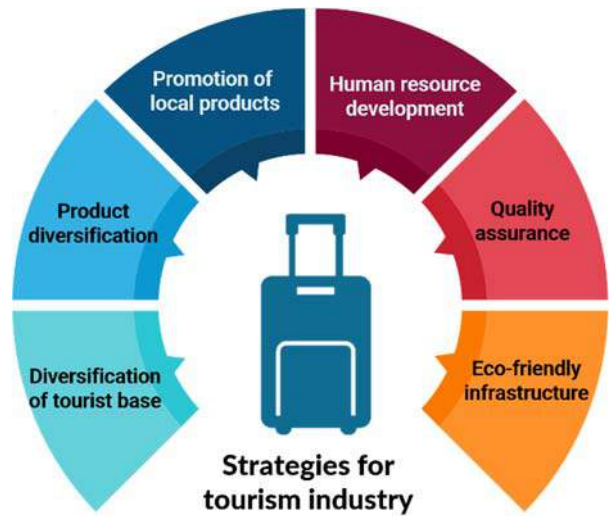 Promotion of
local products
Human resource
development
Product
diversification
Quality
assurance
Diversification
of tourist base
Eco-friendly
infrastructure
Strategies for
tourism industry